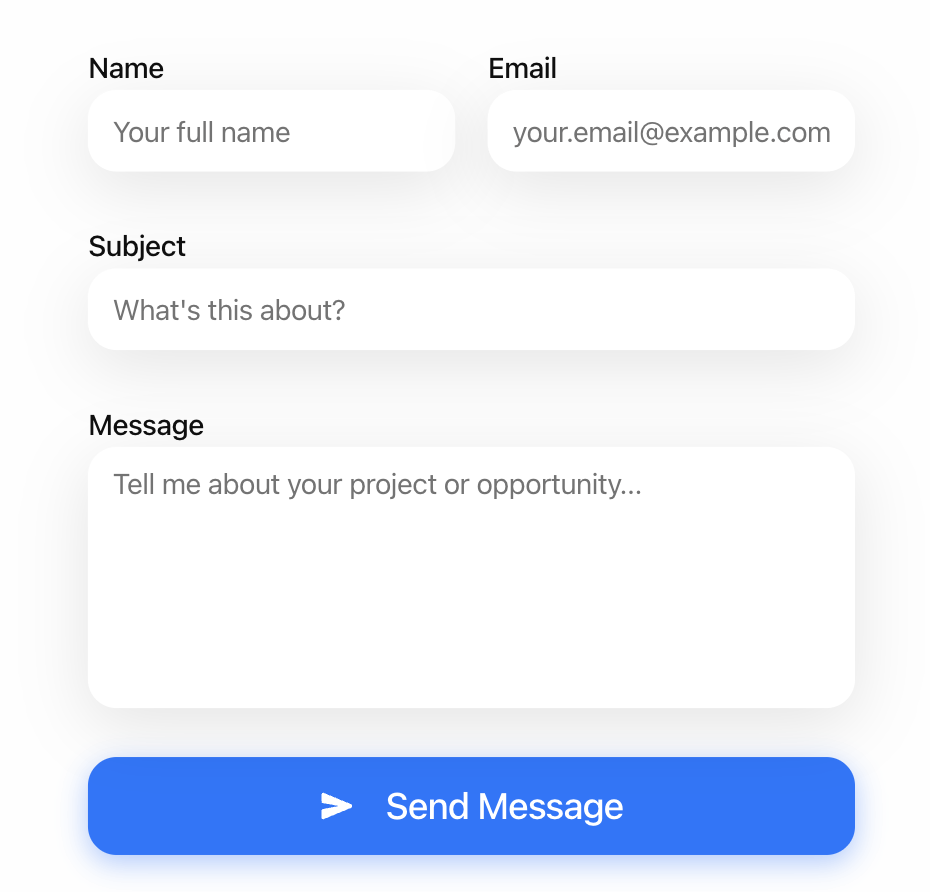 Name
Email
Your full name
your.email@example.com
Subject
What's this about?
Message
Tell me about your project or opportunity...
Send Message